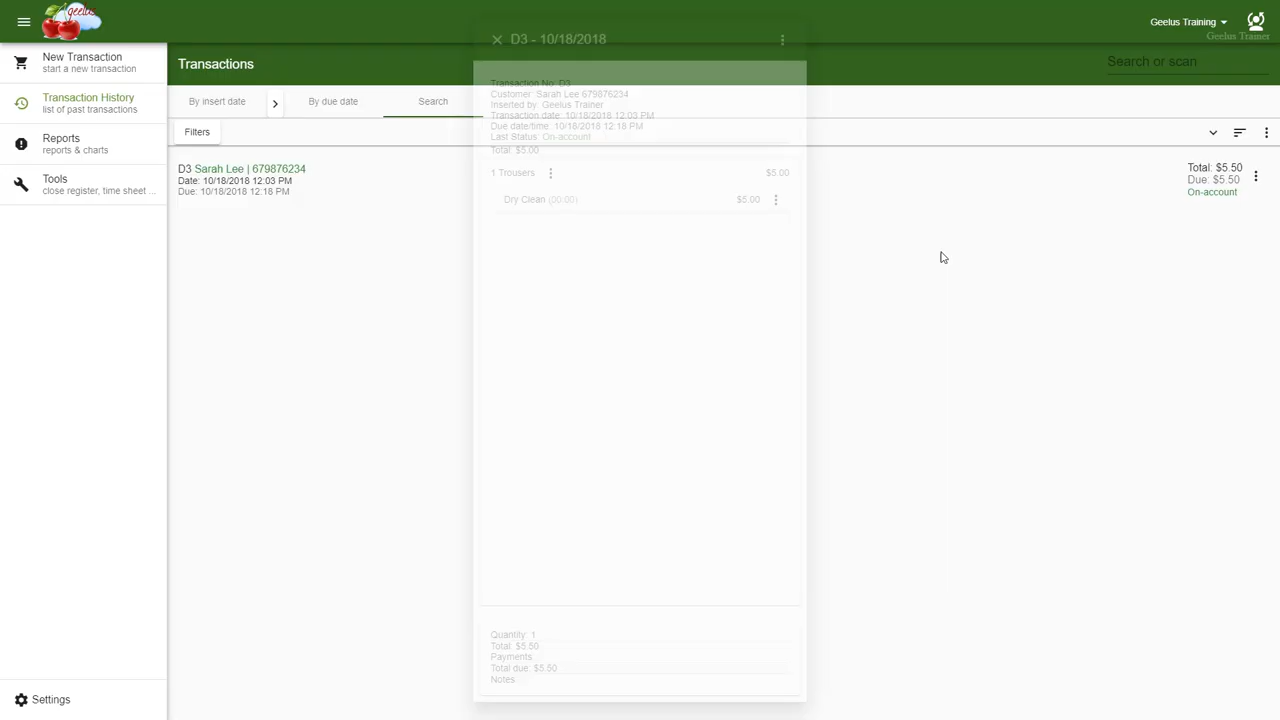 geelus
Geelus Training
Geelus Trainer
New Transaction
start a new transaction
Transaction History
list of past transactions
Reports
reports & charts
Tools
close register, time sheet ...
Settings
Transactions
Search or scan
By insert date
By due date
Search
Filters
D3 Sarah Lee | 679876234
Date: 10/18/2018 12:03 PM
Due: 10/18/2018 12:18 PM
Total: $5.50
Due: $5.50
On-account
D3 - 10/18/2018
Transaction No: D3
Customer: Sarah Lee 679876234
Inserted by: Geelus Trainer
Transaction date: 10/18/2018 12:03 PM
Due date/time: 10/18/2018 12:18 PM
Last Status: On-account
Total: $5.00
1 Trousers $5.00
Dry Clean (00.00) $5.00
Quantity: 1
Total: $5.50
Payments
Total due: $5.50
Notes